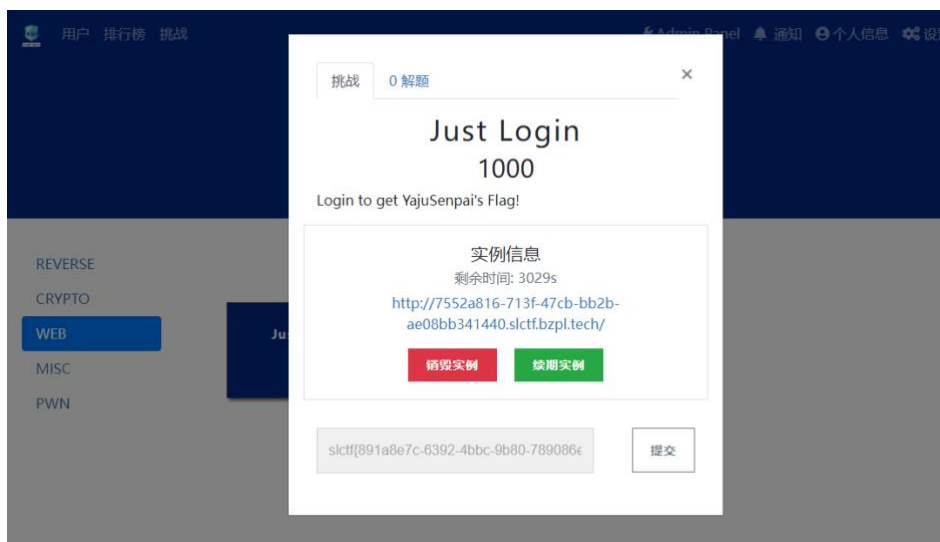 用户 排行榜 挑战
Admin Panel 通知 个人信息
挑战
0 解题
×
Just Login
1000
Login to get YajuSenpai's Flag!
实例信息
剩余时间: 3029s
http://7552a816-713f-47cb-bb2b-
ae08bb341440.slctf.bzpl.tech/
销毁实例
续期实例
slctf{891a8e7c-6392-4bbc-9b80-789086
提交
REVERSE
CRYPTO
WEB
MISC
PWN
Ju